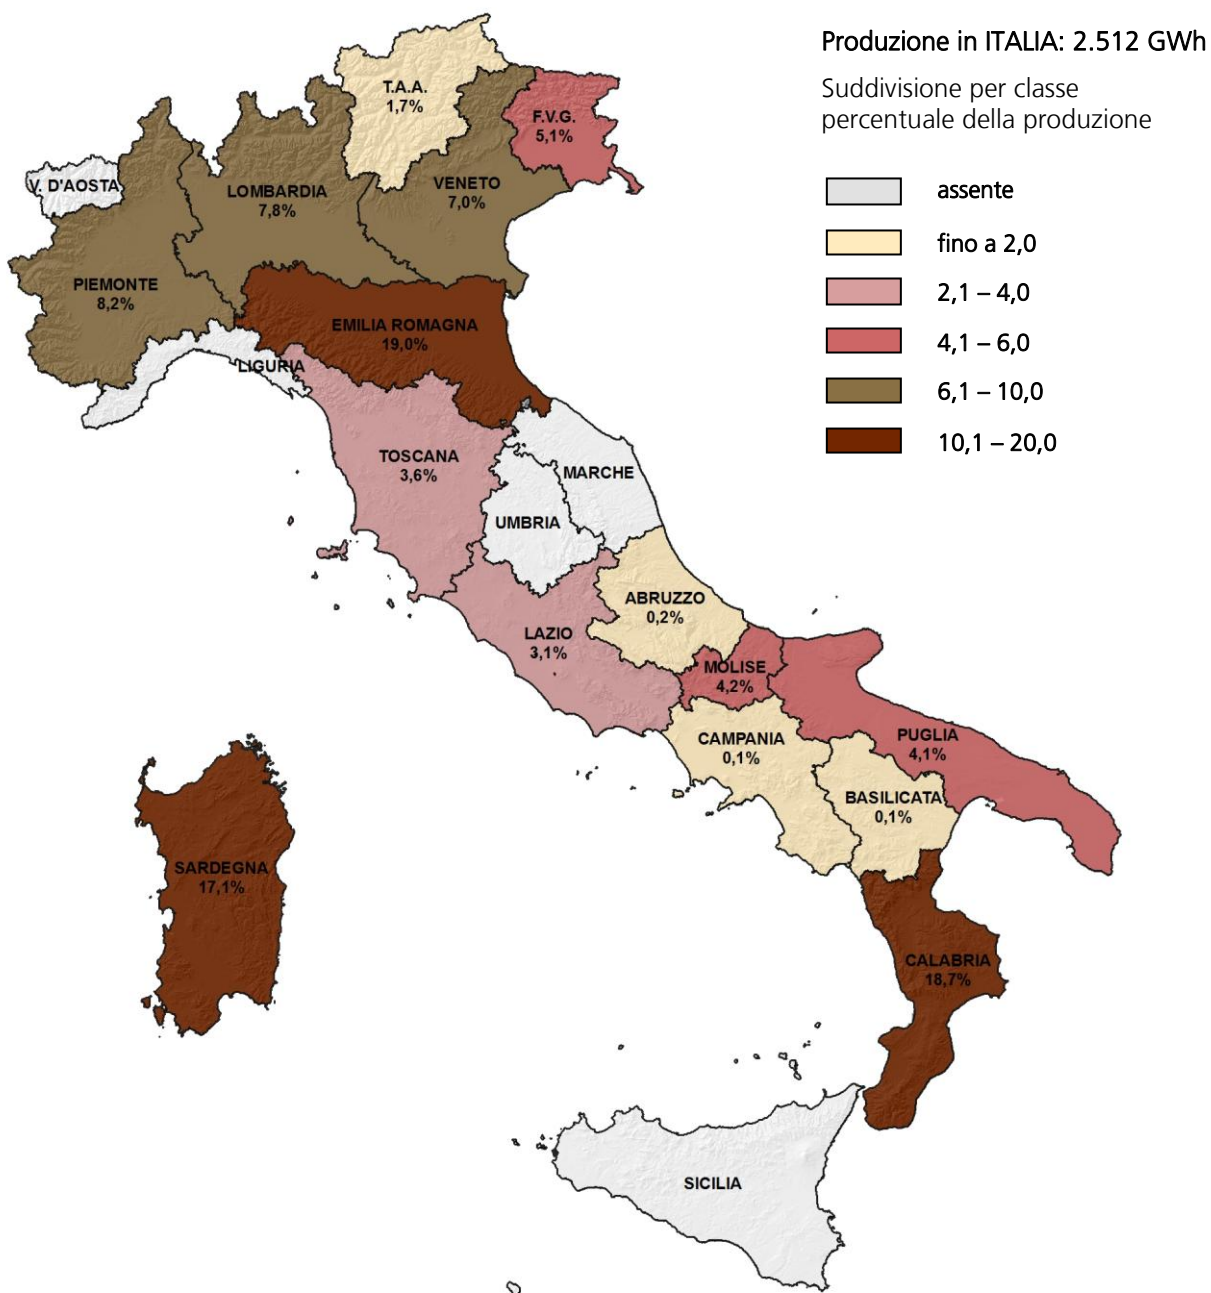 Produzione in ITALIA: 2.512 GWh
Suddivisione per classe
percentuale della produzione
assente
fino a 2,0
2,1 – 4,0
4,1 – 6,0
6,1 – 10,0
10,1 – 20,0
T.A.A.
1,7%
F.V.G.
5,1%
V. D'AOSTA
LOMBARDIA
7,8%
VENETO
7,0%
PIEMONTE
8,2%
EMILIA ROMAGNA
19,0%
LIGURIA
TOSCANA
3,6%
MARCHE
UMBRIA
ABRUZZO
0,2%
LAZIO
3,1%
MOLISE
4,2%
CAMPANIA
0,1%
PUGLIA
4,1%
BASILICATA
0,1%
SARDEGNA
17,1%
CALABRIA
18,7%
SICILIA